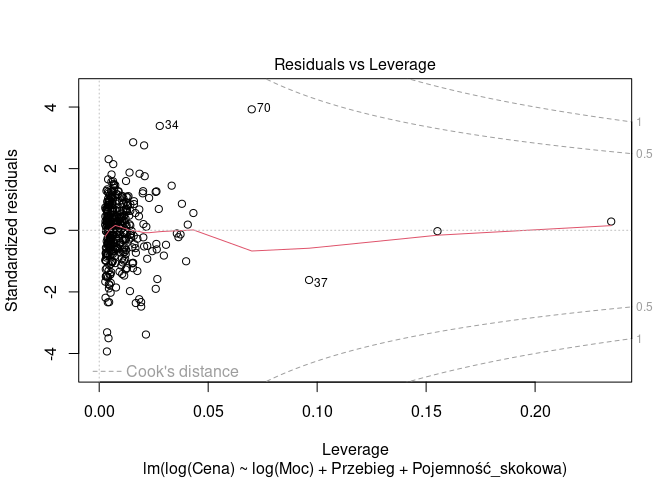 Residuals vs Leverage
Standardized residuals
4
2
0
-2
-4
70
34
37
1
0.5
0.5
1
Cook's distance
0.00 0.05 0.10 0.15 0.20
Leverage
lm(log(Cena) ~ log(Moc) + Przebieg + Pojemność_skokowa)